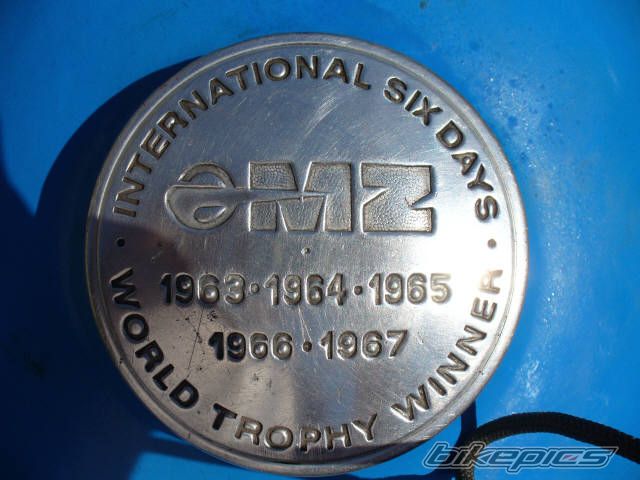 INTERNATIONAL SIX DAYS
MZ
1963·1964·1965
1966·1967
· WORLD TROPHY WINNER ·
bikepics